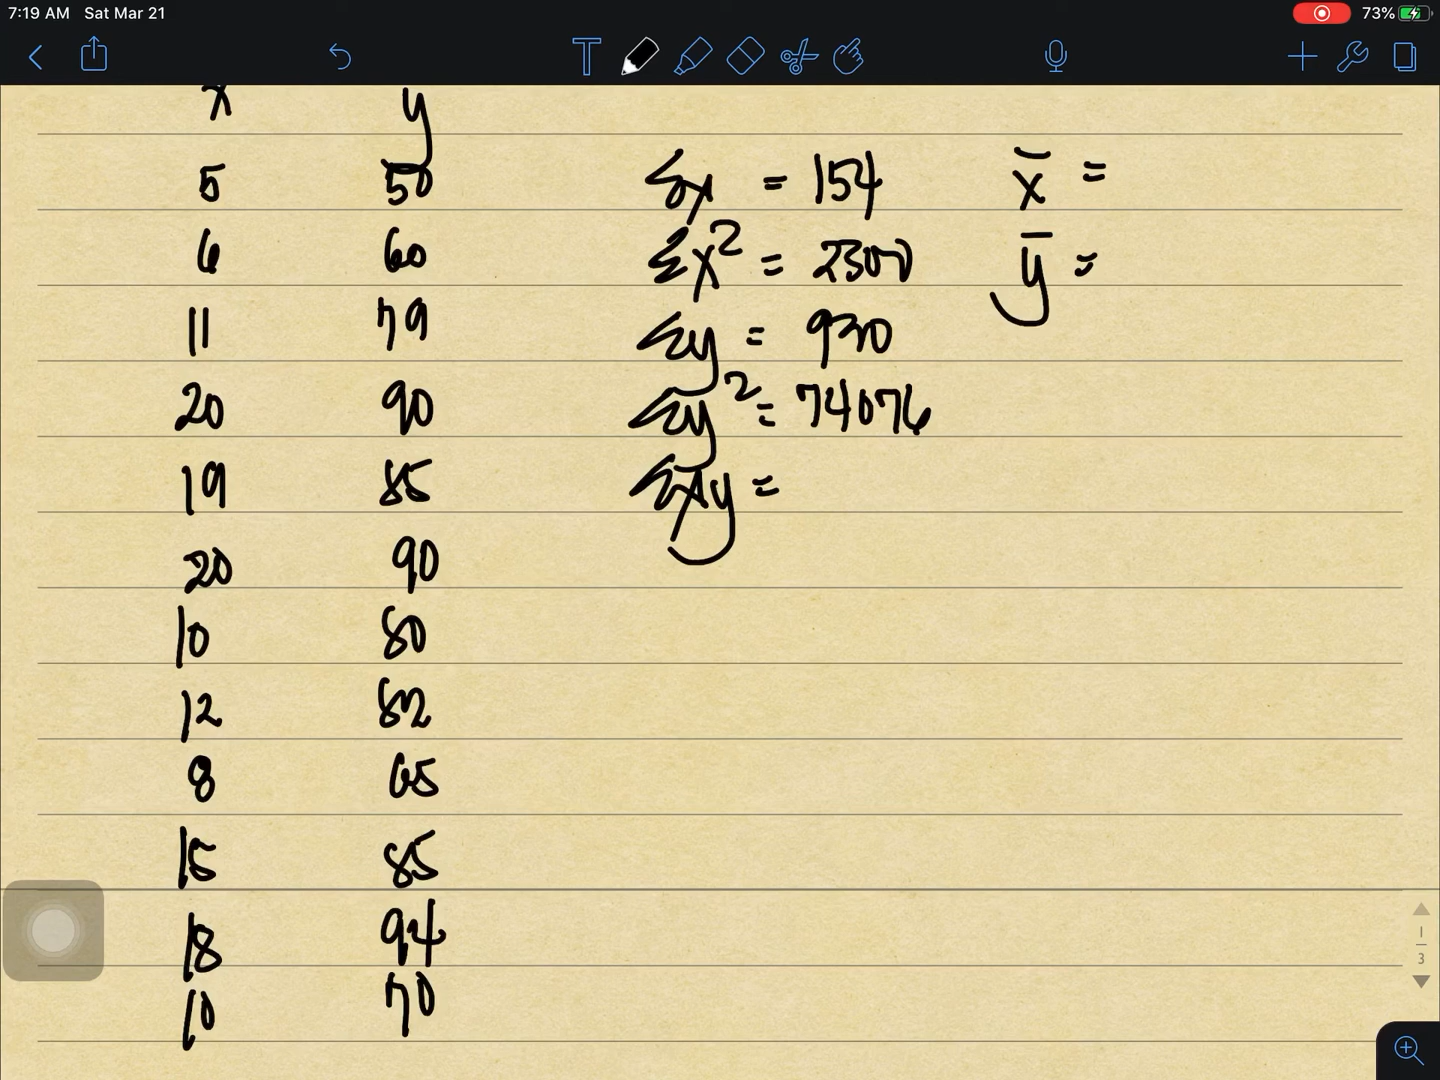 7:19 AM Sat Mar 21 73%
T
x y
5 50
6 60
11 79
20 90
19 85
20 90
10 80
12 82
8 65
15 85
18 94
10 70
Σx = 154
Σx² = 2300
Σy = 930
Σy² = 74076
Σxy =
x̄ =
ȳ =
1
3